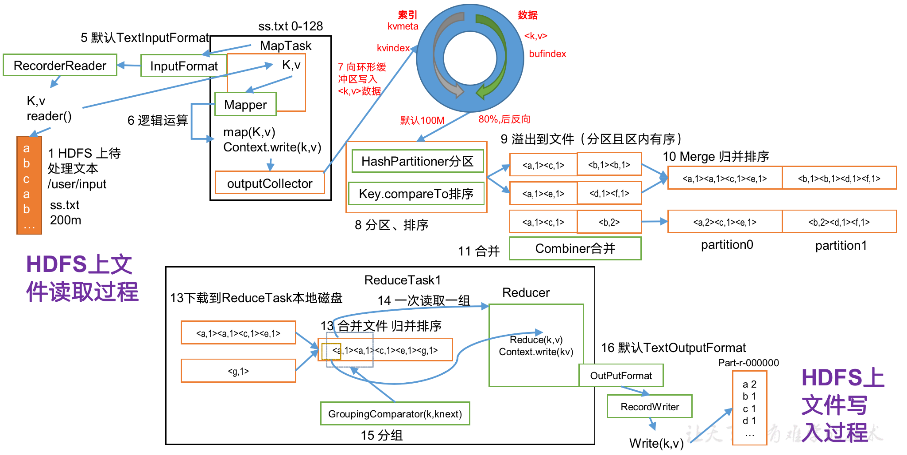 ss.txt 0-128
5 默认TextInputFormat
MapTask
RecorderReader
InputFormat
K,v
K,v
reader()
Mapper
6 逻辑运算
map(K,v)
Context.write(k,v)
outputCollector
a
b
c
a
b
...
1 HDFS 上待
处理文本
/user/input
ss.txt
200m
HDFS上文
件读取过程
索引
kvmeta
kvindex
数据
<k,v>
bufindex
7 向环形缓
冲区写入
<k,v>数据
默认100M
80%,后反向
HashPartitioner分区
Key.compareTo排序
8 分区、排序
9 溢出到文件（分区且区内有序）
<a,1><c,1>
<b,1><b,1>
<a,1><e,1>
<d,1><f,1>
<a,1><c,1>
<b,2>
11 合并
Combiner合并
10 Merge 归并排序
<a,1><a,1><c,1><e,1>
<b,1><b,1><d,1><f,1>
<a,2><c,1><e,1>
<b,2><d,1><f,1>
partition0
partition1
ReduceTask1
13下载到ReduceTask本地磁盘
<a,1><a,1><c,1><e,1>
<g,1>
14 一次读取一组
13 合并文件 归并排序
<a,1><a,1><c,1><e,1><g,1>
GroupingComparator(k,knext)
15 分组
Reducer
Reduce(k,v)
Context.write(kv)
16 默认TextOutputFormat
OutPutFormat
RecordWriter
Write(k,v)
Part-r-000000
a 2
b 1
c 1
d 1
...
HDFS上
文件写
入过程